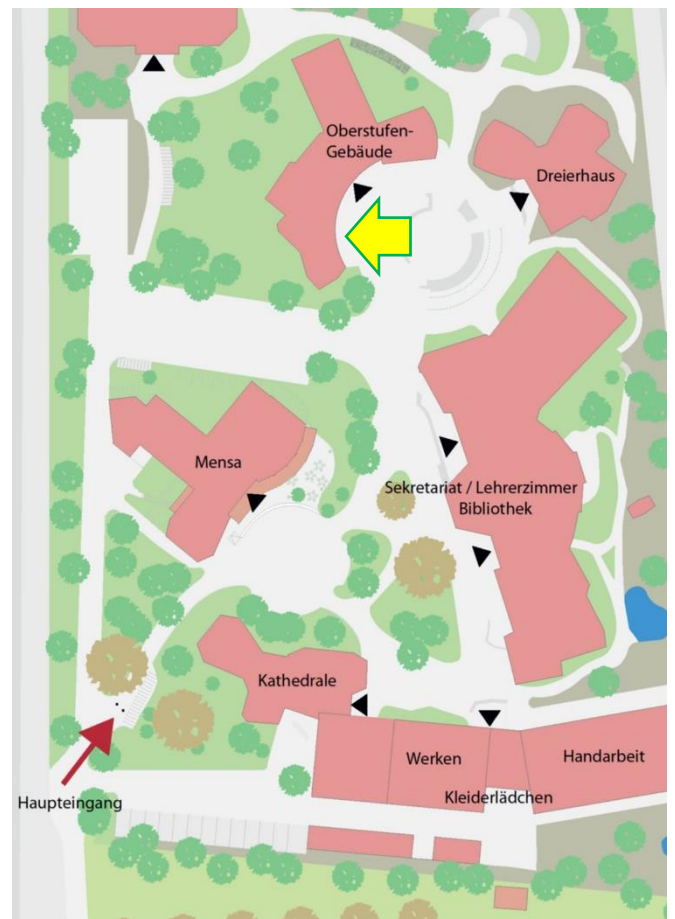 Oberstufen-
Gebäude
Dreierhaus
Mensa
Sekretariat / Lehrerzimmer
Bibliothek
Kathedrale
Werken
Handarbeit
Kleiderlädchen
Haupteingang